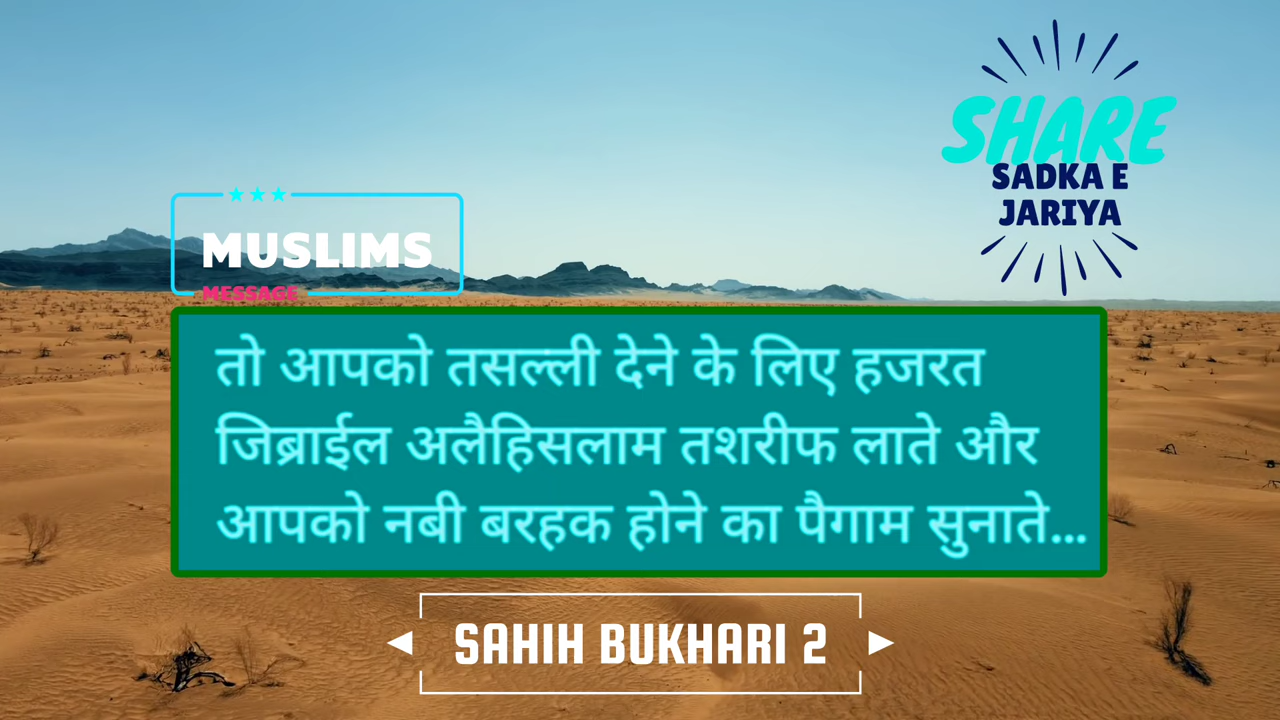 SHARE
SADKA E
JARIYA
MUSLIMS
MESSAGE
तो आपको तसल्ली देने के लिए हजरत
जिब्राईल अलैहिसलाम तशरीफ लाते और
आपको नबी बरहक होने का पैगाम सुनाते...
SAHIH BUKHARI 2